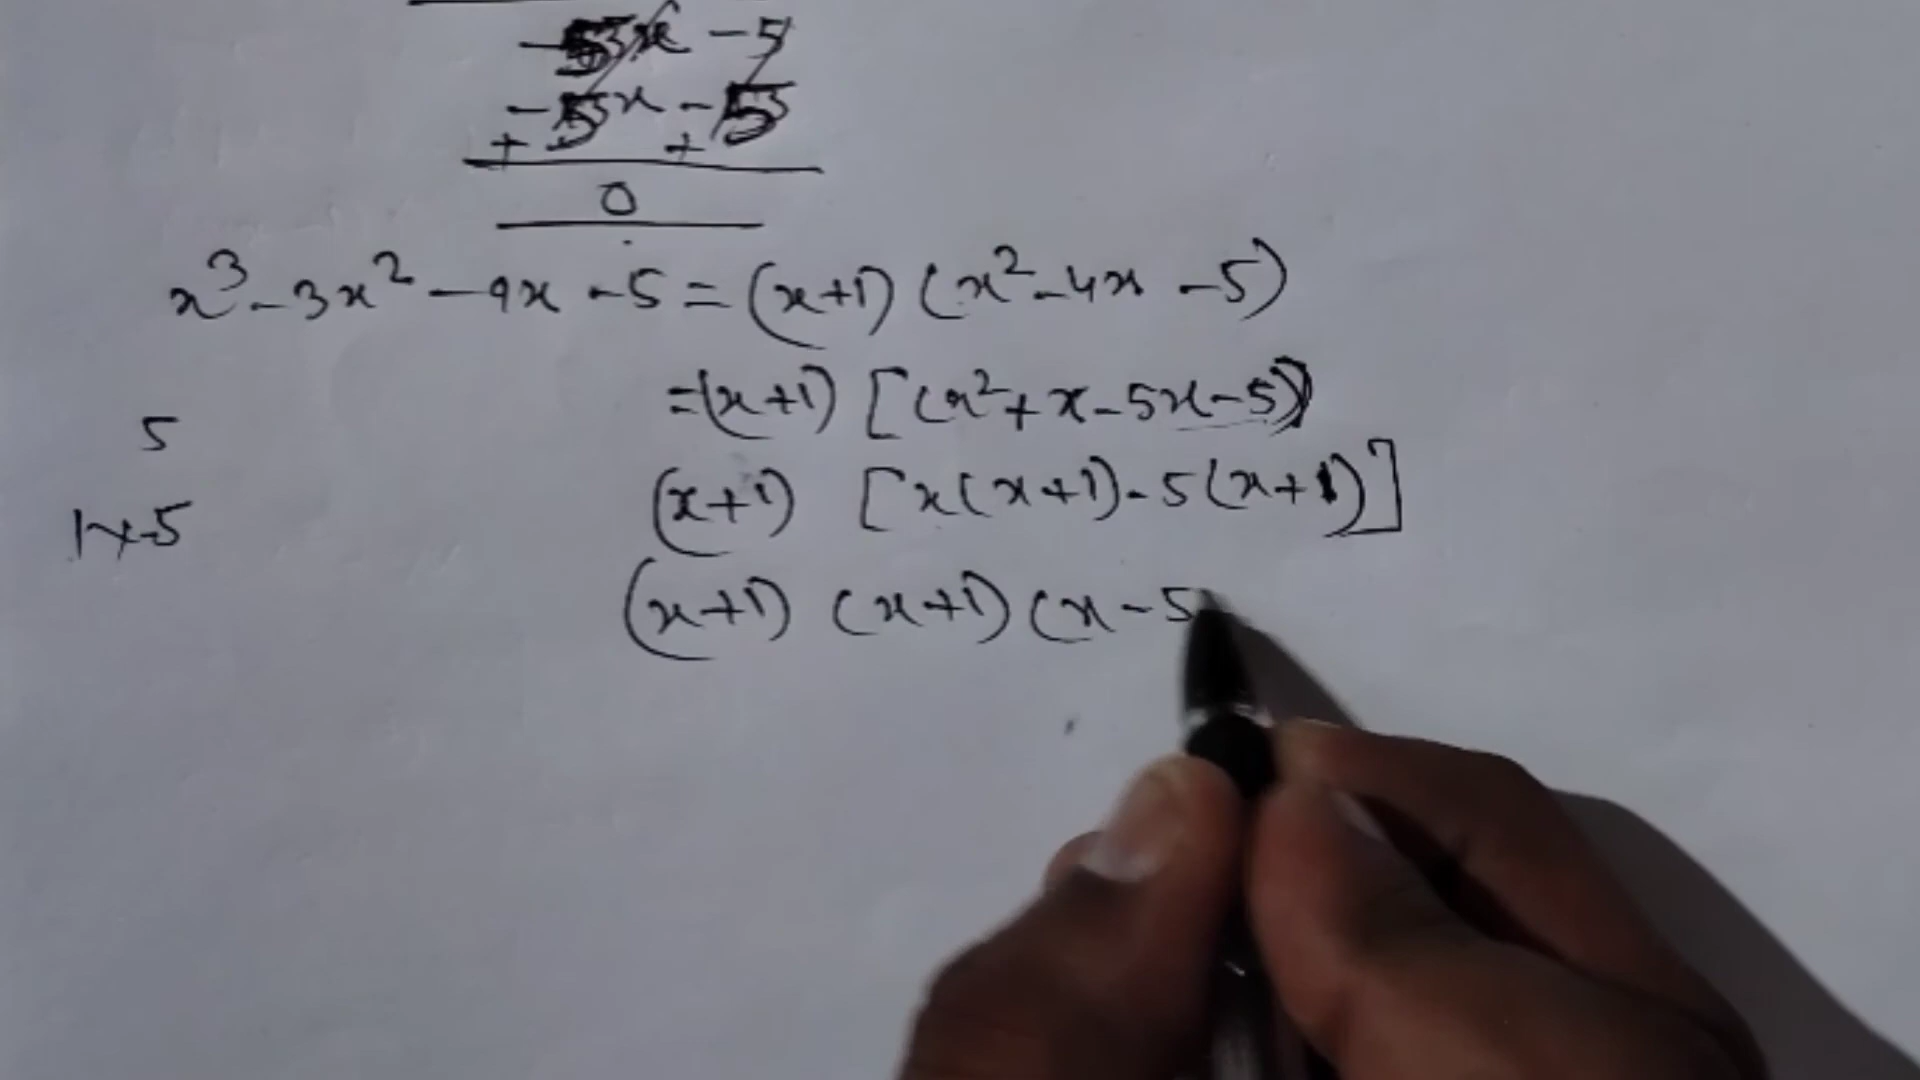 -5x -5
-5x -5
+ +
0
x³-3x²-9x-5=(x+1)(x²-4x-5)
=(x+1)[(x²+x-5x-5)]
5
(x+1) [x(x+1)-5(x+1)]
1x-5
(x+1) (x+1)(x-5